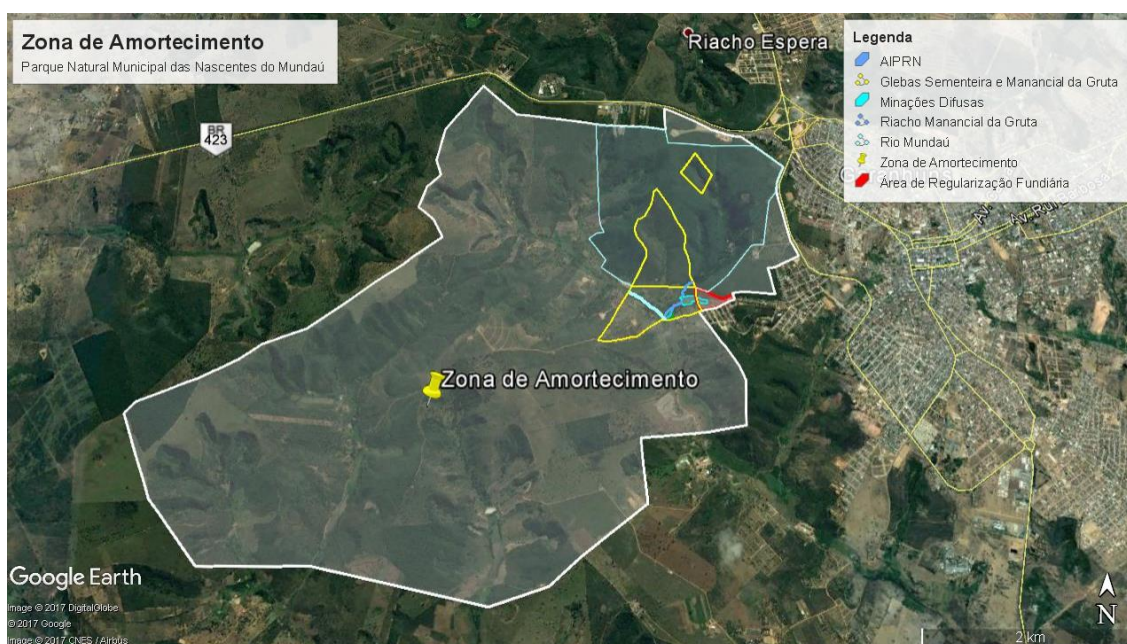 Zona de Amortecimento
Parque Natural Municipal das Nascentes do Mundaú
BR
423
Riacho Espera
Legenda
AIPRN
Glebas Sementeira e Manancial da Gruta
Minações Difusas
Riacho Manancial da Gruta
Rio Mundaú
Zona de Amortecimento
Área de Regularização Fundiária
Zona de Amortecimento
Google Earth
Image © 2017 DigitalGlobe
© 2017 Google
Image © 2017 CNES / Airbus
N
2 km